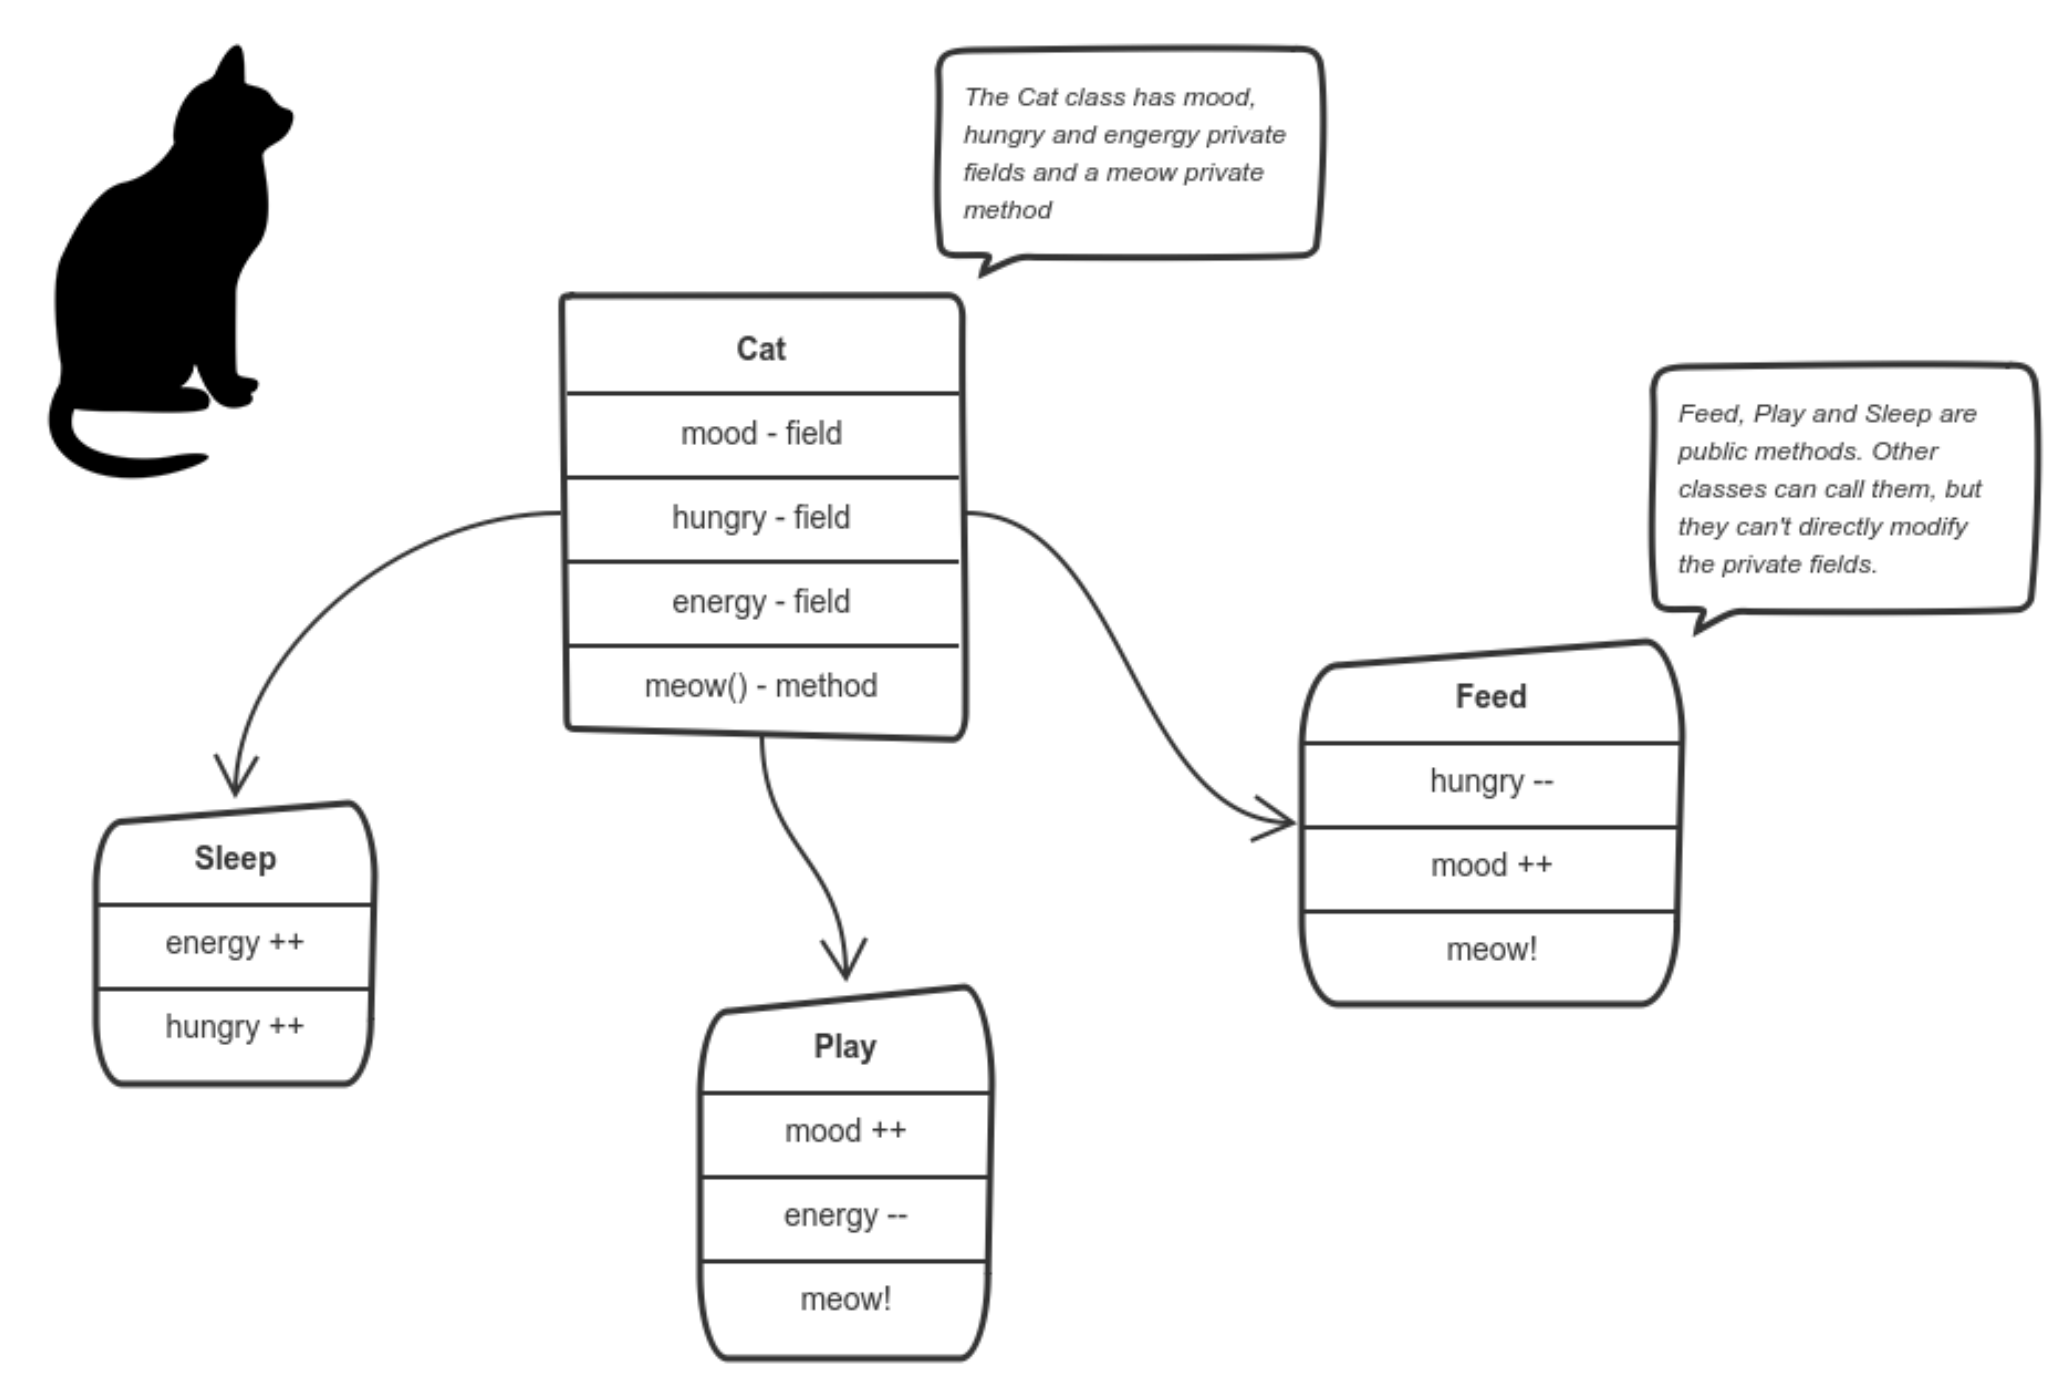 The Cat class has mood,
hungry and engergy private
fields and a meow private
method
Cat
mood - field
hungry - field
energy - field
meow() - method
Feed, Play and Sleep are
public methods. Other
classes can call them, but
they can't directly modify
the private fields.
Feed
hungry --
mood ++
meow!
Sleep
energy ++
hungry ++
Play
mood ++
energy --
meow!